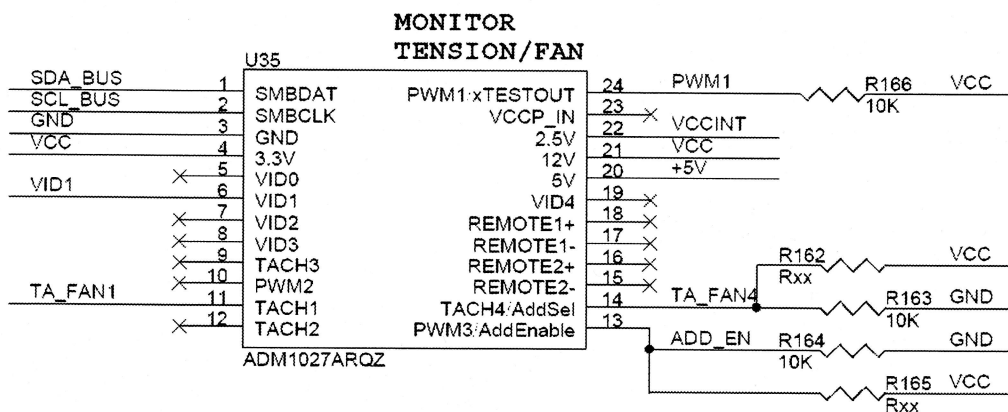 MONITOR
TENSION/FAN
U35
SDA_BUS 1 SMBDAT
SCL_BUS 2 SMBCLK
GND 3 GND
VCC 4 3.3V
5 VID0
VID1 6 VID1
7 VID2
8 VID3
9 TACH3
10 PWM2
TA_FAN1 11 TACH1
12 TACH2
PWM1/xTESTOUT 24 PWM1 R166 10K VCC
VCCP_IN 23
2.5V 22 VCCINT
12V 21 VCC
5V 20 +5V
VID4 19
REMOTE1+ 18
REMOTE1- 17
REMOTE2+ 16
REMOTE2- 15
TACH4/AddSel 14 TA_FAN4
PWM3/AddEnable 13
R162 Rxx VCC
R163 10K GND
ADD_EN R164 10K GND
R165 Rxx VCC
ADM1027ARQZ